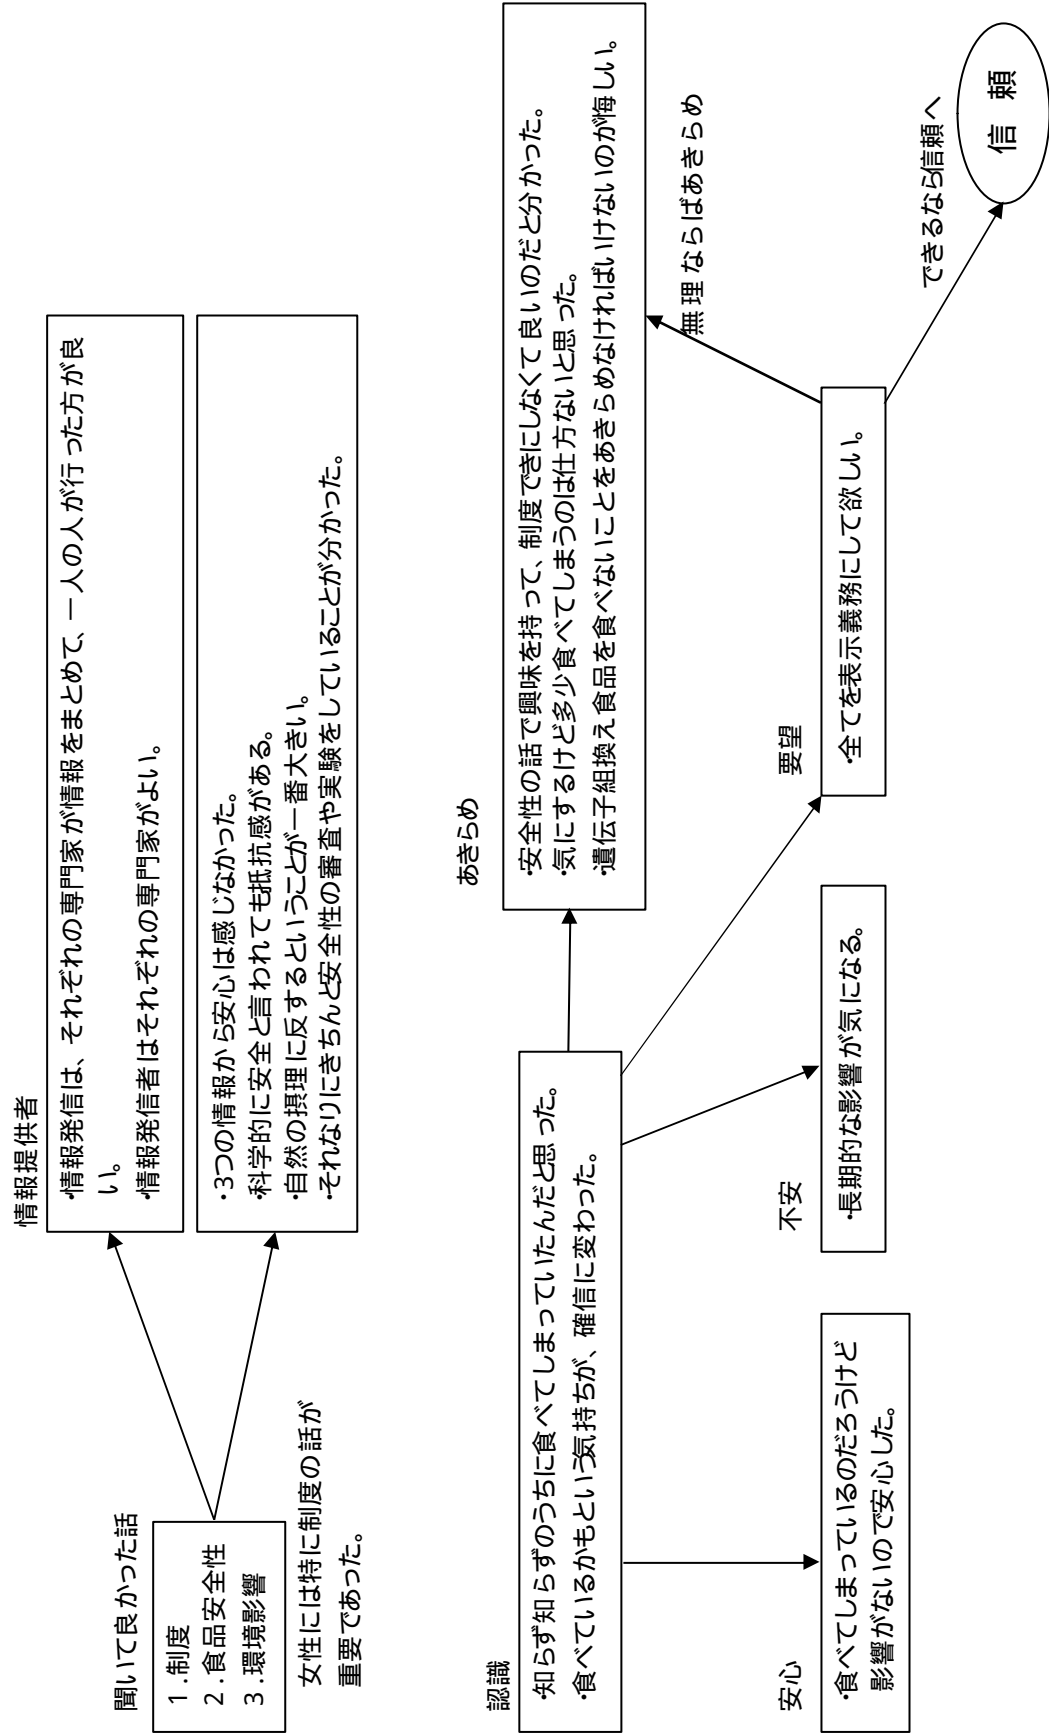 聞いて良かった話
1.制度
2.食品安全性
3.環境影響
女性には特に制度の話が
重要であった。
情報提供者
・情報発信は、それぞれの専門家が情報をまとめて、一人の人が行った方が良
い。
・情報発信者はそれぞれの専門家がよい。
・3つの情報から安心は感じなかった。
・科学的に安全と言われても抵抗感がある。
・自然の摂理に反するということが一番大きい。
・それなりにきちんと安全性の審査や実験をしていることが分かった。
認識
・知らず知らずのうちに食べてしまっていたんだと思った。
・食べているかもという気持ちが、確信に変わった。
あきらめ
・安全性の話で興味を持って、制度できにしなくて良いのだと分かった。
・気にするけど多少食べてしまうのは仕方ないと思った。
・遺伝子組換え食品を食べないことをあきらめなければいけないのが悔しい。
安心
・食べてしまっているのだろうけど
影響がないので安心した。
不安
・長期的な影響が気になる。
要望
・全てを表示義務にして欲しい。
無理ならばあきらめ
できるなら信頼へ
信 頼